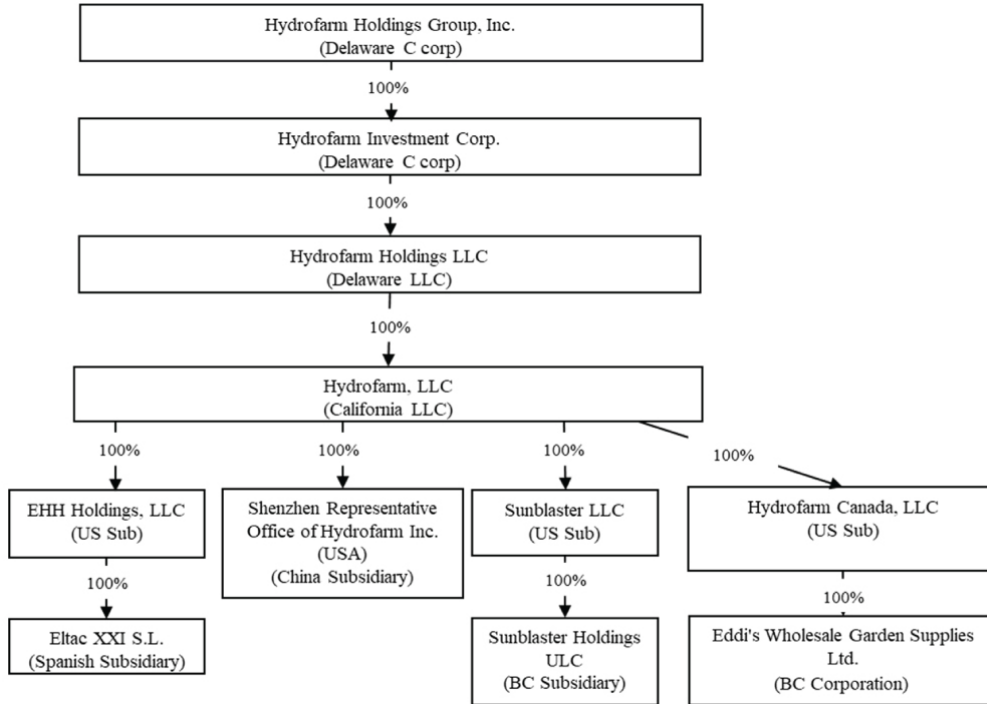 Hydrofarm Holdings Group, Inc.
(Delaware C corp)
100%
Hydrofarm Investment Corp.
(Delaware C corp)
100%
Hydrofarm Holdings LLC
(Delaware LLC)
100%
Hydrofarm, LLC
(California LLC)
100%
100%
100%
100%
EHH Holdings, LLC
(US Sub)
Shenzhen Representative
Office of Hydrofarm Inc.
(USA)
(China Subsidiary)
Sunblaster LLC
(US Sub)
Hydrofarm Canada, LLC
(US Sub)
100%
100%
100%
Eltac XXI S.L.
(Spanish Subsidiary)
Sunblaster Holdings
ULC
(BC Subsidiary)
Eddi's Wholesale Garden Supplies
Ltd.
(BC Corporation)